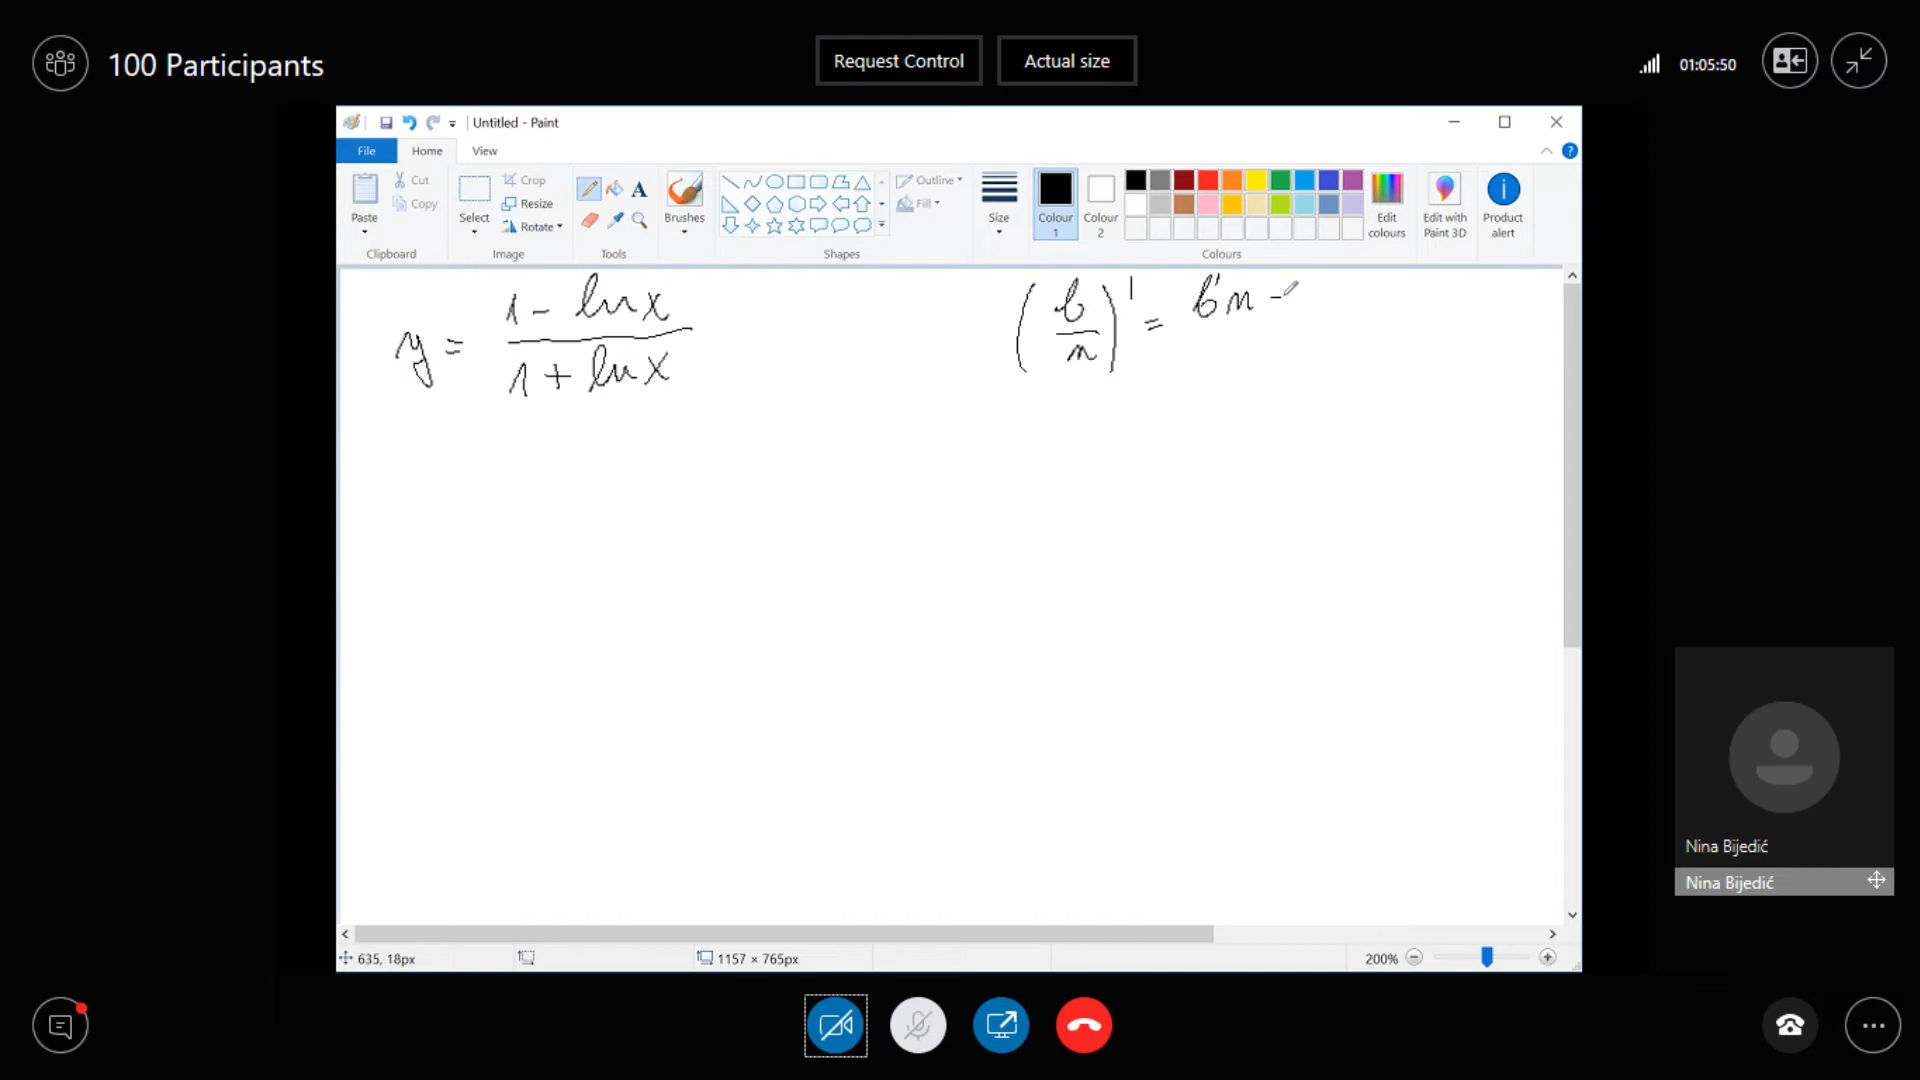 100 Participants
Request Control
Actual size
01:05:50
Untitled - Paint
File
Home
View
Paste
Cut
Copy
Clipboard
Select
Crop
Resize
Rotate
Image
A
Tools
Brushes
Outline
Fill
Shapes
Size
Colour 1
Colour 2
Edit colours
Edit with Paint 3D
Product alert
Colours
y = (1 - ln x) / (1 + ln x)
(b / n)' = b'n -
635, 18px
1157 × 765px
200%
Nina Bijedić
Nina Bijedić